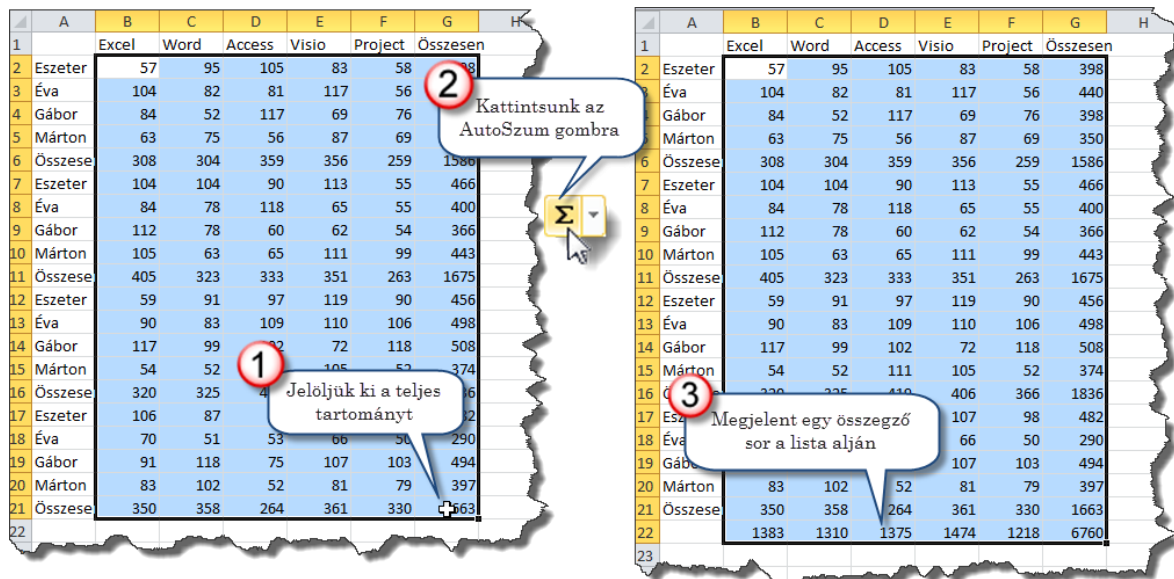 A B C D E F G H
1 Excel Word Access Visio Project Összesen
2 Eszeter 57 95 105 83 58
3 Éva 104 82 81 117 56
4 Gábor 84 52 117 69 76
5 Márton 63 75 56 87 69
6 Összese 308 304 359 356 259 1586
7 Eszeter 104 104 90 113 55 466
8 Éva 84 78 118 65 55 400
9 Gábor 112 78 60 62 54 366
10 Márton 105 63 65 111 99 443
11 Összese 405 323 333 351 263 1675
12 Eszeter 59 91 97 119 90 456
13 Éva 90 83 109 110 106 498
14 Gábor 117 99 72 118 508
15 Márton 54 52 105 52 374
16 Összese 320 325
17 Eszeter 106 87
18 Éva 70 51 53 66 50 290
19 Gábor 91 118 75 107 103 494
20 Márton 83 102 52 81 79 397
21 Összese 350 358 264 361 330
22
1
Jelöljük ki a teljes
tartományt
2
Kattintsunk az
AutoSzum gombra
Σ
A B C D E F G H
1 Excel Word Access Visio Project Összesen
2 Eszeter 57 95 105 83 58 398
Éva 104 82 81 117 56 440
Gábor 84 52 117 69 76 398
Márton 63 75 56 87 69 350
6 Összese 308 304 359 356 259 1586
7 Eszeter 104 104 90 113 55 466
8 Éva 84 78 118 65 55 400
9 Gábor 112 78 60 62 54 366
10 Márton 105 63 65 111 99 443
11 Összese 405 323 333 351 263 1675
12 Eszeter 59 91 97 119 90 456
13 Éva 90 83 109 110 106 498
14 Gábor 117 99 102 72 118 508
15 Márton 54 52 111 105 52 374
16 406 366 1836
17 107 98 482
18 Éva 66 50 290
19 107 103 494
20 Márton 83 102 52 81 79 397
21 Összese 350 358 264 361 330 1663
22 1383 1310 1375 1474 1218 6760
23
3
Megjelent egy összegző
sor a lista alján